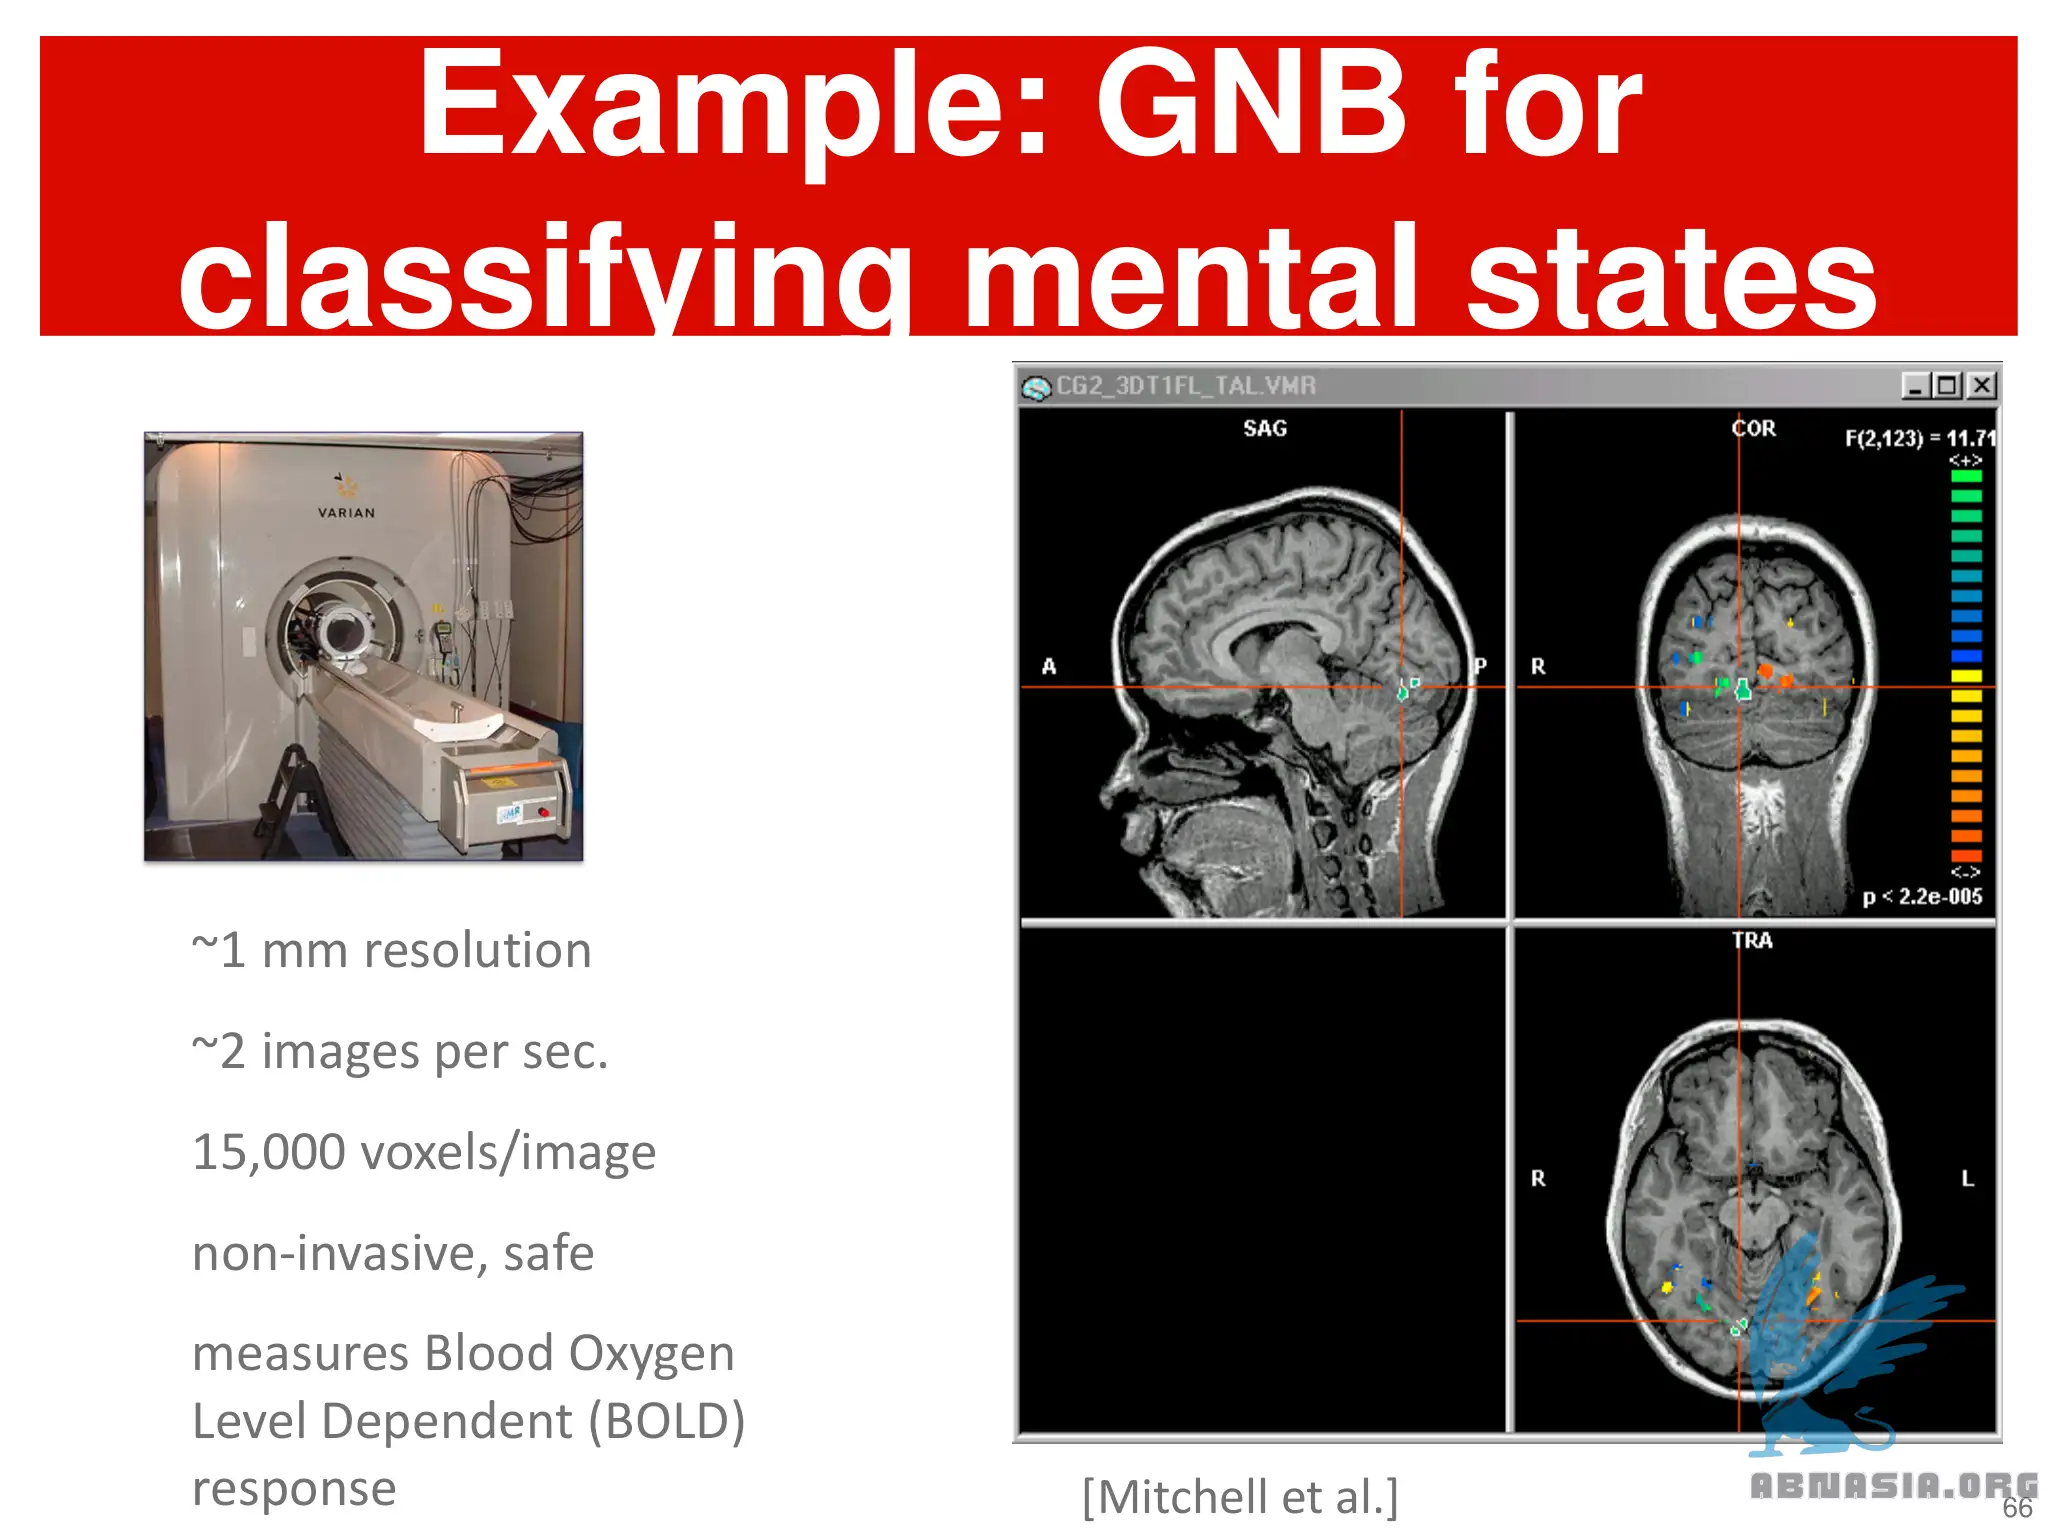 Example: GNB for
classifying mental states
VARIAN
~1 mm resolution
~2 images per sec.
15,000 voxels/image
non-invasive, safe
measures Blood Oxygen
Level Dependent (BOLD)
response
CG2_3DT1FL_TAL.VMR
SAG
A
P
COR
F(2,123) = 11.71
<+>
R
<->
p < 2.2e-005
TRA
R
L
[Mitchell et al.]
ABNASIA.ORG
66